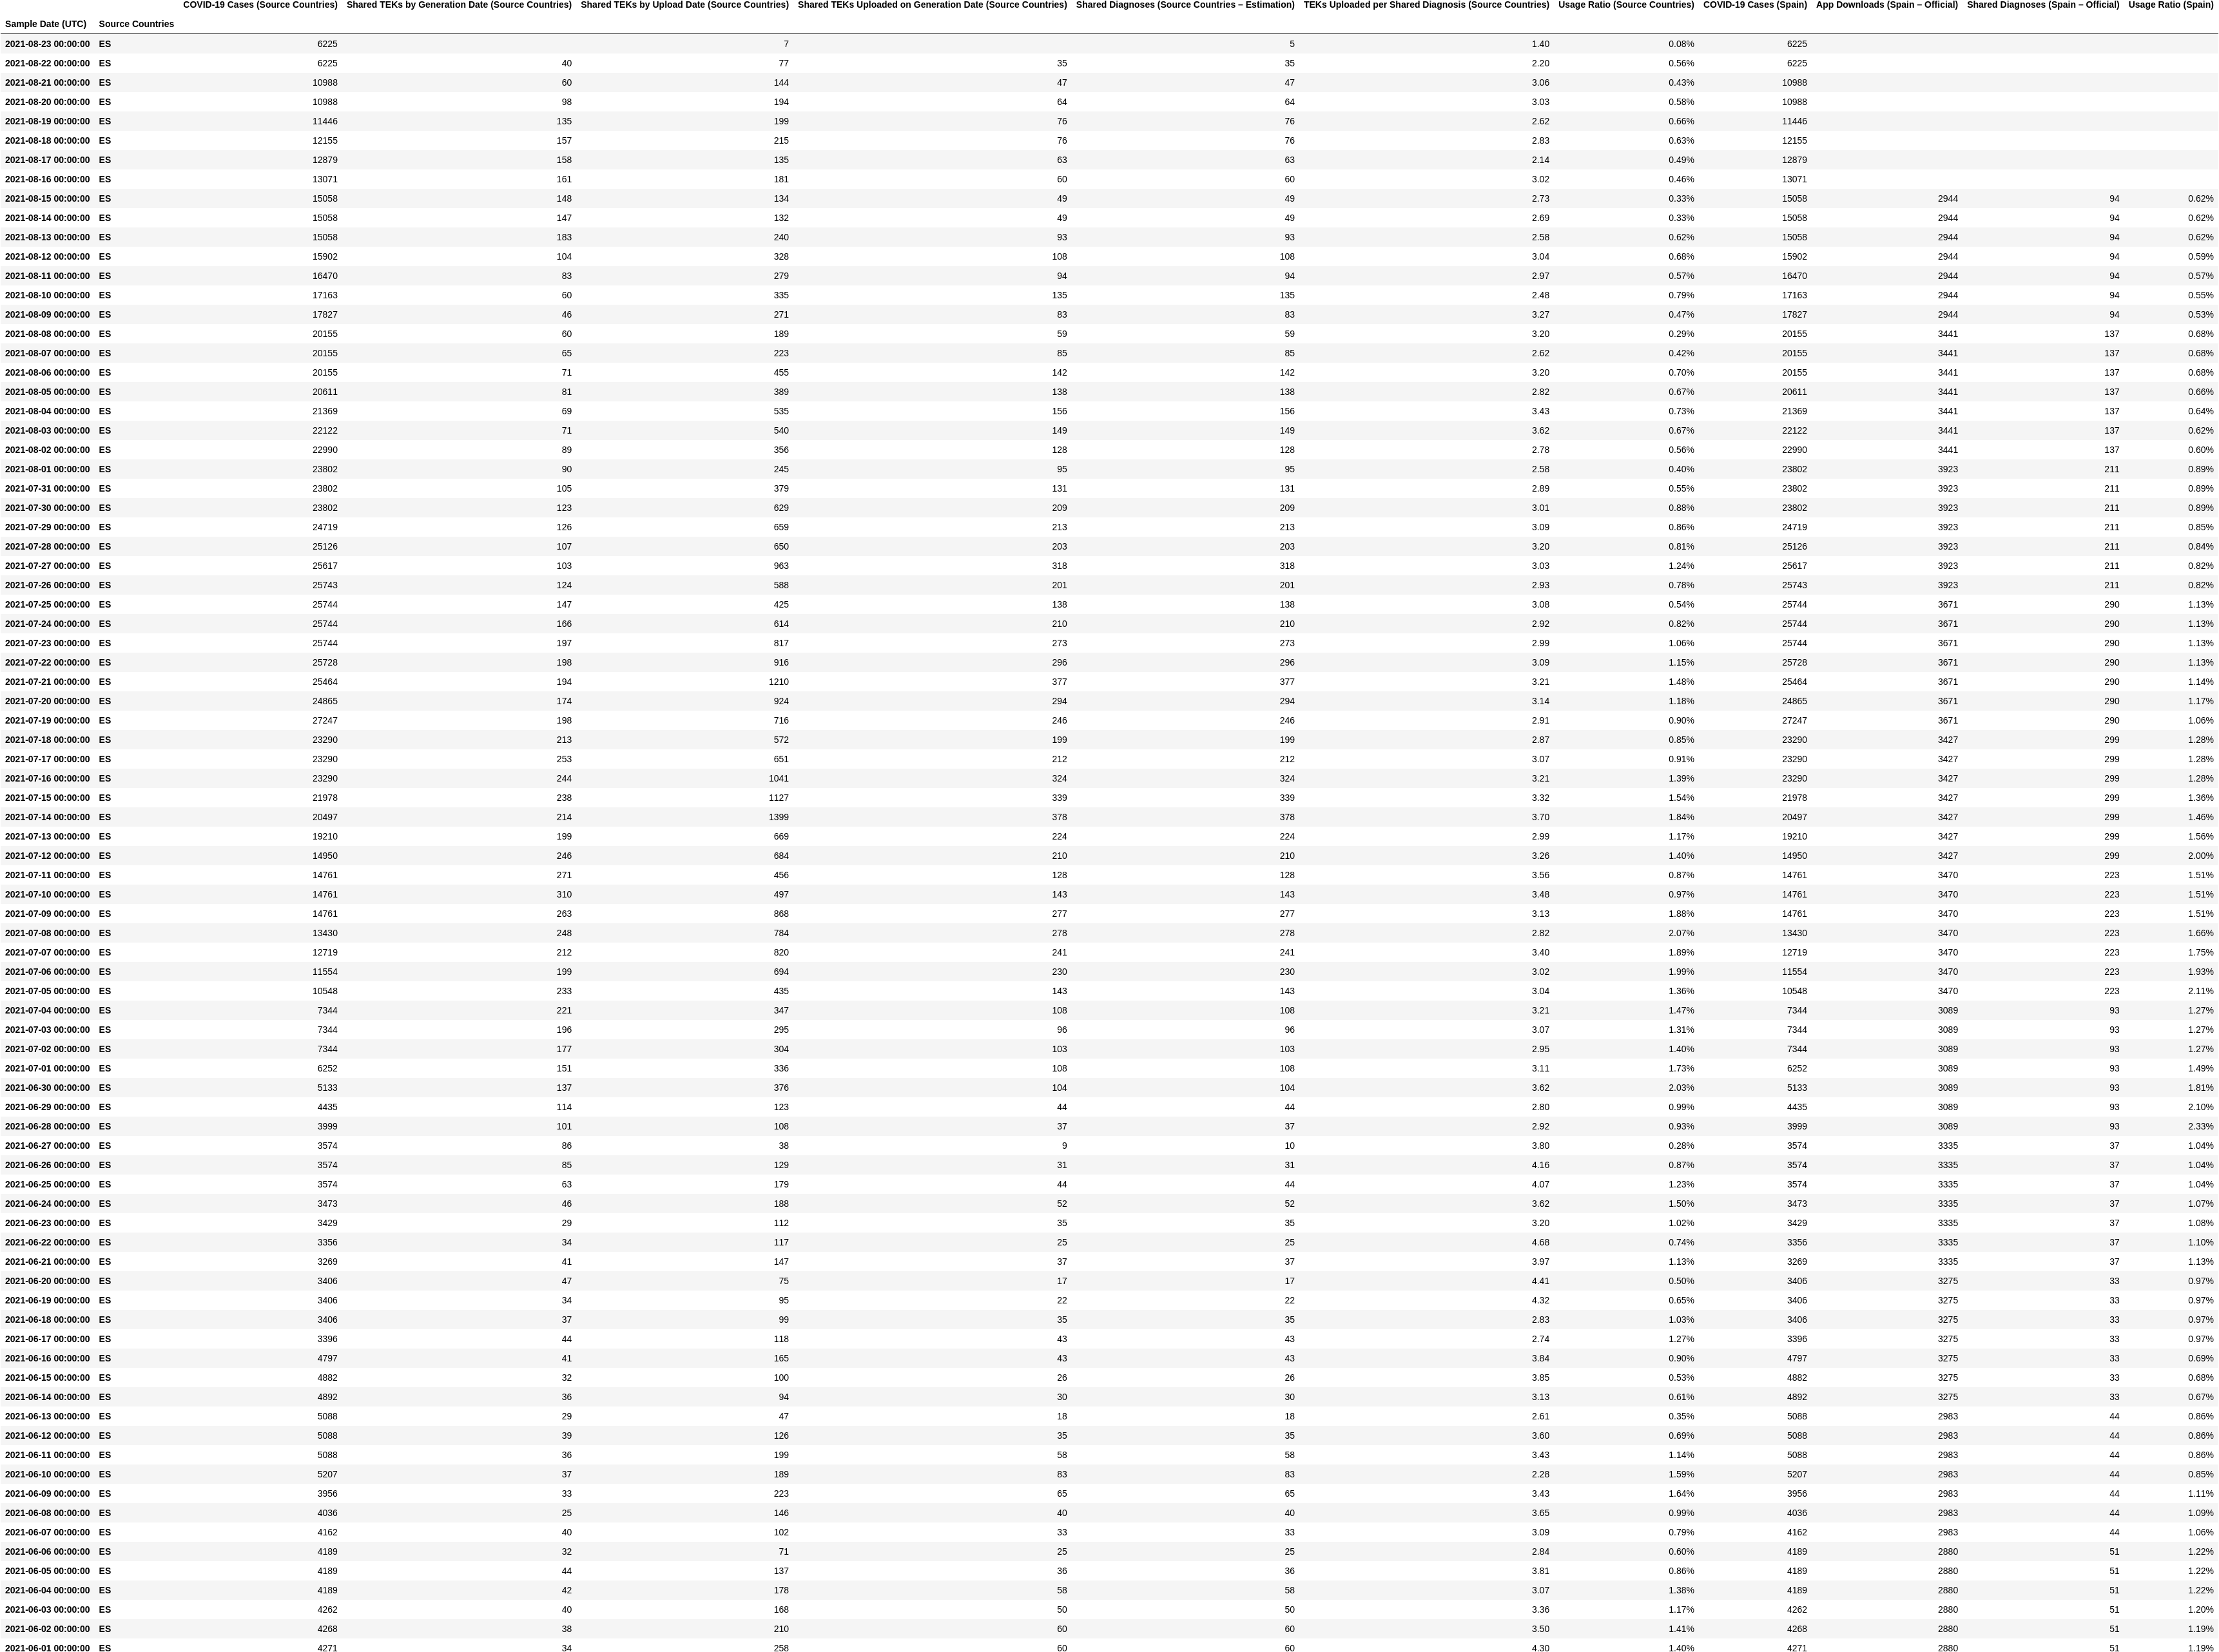 COVID-19 Cases (Source Countries) Shared TEKs by Generation Date (Source Countries) Shared TEKs by Upload Date (Source Countries) Shared TEKs Uploaded on Generation Date (Source Countries) Shared Diagnoses (Source Countries – Estimation) TEKs Uploaded per Shared Diagnosis (Source Countries) Usage Ratio (Source Countries) COVID-19 Cases (Spain) App Downloads (Spain – Official) Shared Diagnoses (Spain – Official) Usage Ratio (Spain)
Sample Date (UTC) Source Countries
2021-08-23 00:00:00 ES 6225 7 5 1.40 0.08% 6225
2021-08-22 00:00:00 ES 6225 40 77 35 35 2.20 0.56% 6225
2021-08-21 00:00:00 ES 10988 60 144 47 47 3.06 0.43% 10988
2021-08-20 00:00:00 ES 10988 98 194 64 64 3.03 0.58% 10988
2021-08-19 00:00:00 ES 11446 135 199 76 76 2.62 0.66% 11446
2021-08-18 00:00:00 ES 12155 157 215 76 76 2.83 0.63% 12155
2021-08-17 00:00:00 ES 12879 158 135 63 63 2.14 0.49% 12879
2021-08-16 00:00:00 ES 13071 161 181 60 60 3.02 0.46% 13071
2021-08-15 00:00:00 ES 15058 148 134 49 49 2.73 0.33% 15058 2944 94 0.62%
2021-08-14 00:00:00 ES 15058 147 132 49 49 2.69 0.33% 15058 2944 94 0.62%
2021-08-13 00:00:00 ES 15058 183 240 93 93 2.58 0.62% 15058 2944 94 0.62%
2021-08-12 00:00:00 ES 15902 104 328 108 108 3.04 0.68% 15902 2944 94 0.59%
2021-08-11 00:00:00 ES 16470 83 279 94 94 2.97 0.57% 16470 2944 94 0.57%
2021-08-10 00:00:00 ES 17163 60 335 135 135 2.48 0.79% 17163 2944 94 0.55%
2021-08-09 00:00:00 ES 17827 46 271 83 83 3.27 0.47% 17827 2944 94 0.53%
2021-08-08 00:00:00 ES 20155 60 189 59 59 3.20 0.29% 20155 3441 137 0.68%
2021-08-07 00:00:00 ES 20155 65 223 85 85 2.62 0.42% 20155 3441 137 0.68%
2021-08-06 00:00:00 ES 20155 71 455 142 142 3.20 0.70% 20155 3441 137 0.68%
2021-08-05 00:00:00 ES 20611 81 389 138 138 2.82 0.67% 20611 3441 137 0.66%
2021-08-04 00:00:00 ES 21369 69 535 156 156 3.43 0.73% 21369 3441 137 0.64%
2021-08-03 00:00:00 ES 22122 71 540 149 149 3.62 0.67% 22122 3441 137 0.62%
2021-08-02 00:00:00 ES 22990 89 356 128 128 2.78 0.56% 22990 3441 137 0.60%
2021-08-01 00:00:00 ES 23802 90 245 95 95 2.58 0.40% 23802 3923 211 0.89%
2021-07-31 00:00:00 ES 23802 105 379 131 131 2.89 0.55% 23802 3923 211 0.89%
2021-07-30 00:00:00 ES 23802 123 629 209 209 3.01 0.88% 23802 3923 211 0.89%
2021-07-29 00:00:00 ES 24719 126 659 213 213 3.09 0.86% 24719 3923 211 0.85%
2021-07-28 00:00:00 ES 25126 107 650 203 203 3.20 0.81% 25126 3923 211 0.84%
2021-07-27 00:00:00 ES 25617 103 963 318 318 3.03 1.24% 25617 3923 211 0.82%
2021-07-26 00:00:00 ES 25743 124 588 201 201 2.93 0.78% 25743 3923 211 0.82%
2021-07-25 00:00:00 ES 25744 147 425 138 138 3.08 0.54% 25744 3671 290 1.13%
2021-07-24 00:00:00 ES 25744 166 614 210 210 2.92 0.82% 25744 3671 290 1.13%
2021-07-23 00:00:00 ES 25744 197 817 273 273 2.99 1.06% 25744 3671 290 1.13%
2021-07-22 00:00:00 ES 25728 198 916 296 296 3.09 1.15% 25728 3671 290 1.13%
2021-07-21 00:00:00 ES 25464 194 1210 377 377 3.21 1.48% 25464 3671 290 1.14%
2021-07-20 00:00:00 ES 24865 174 924 294 294 3.14 1.18% 24865 3671 290 1.17%
2021-07-19 00:00:00 ES 27247 198 716 246 246 2.91 0.90% 27247 3671 290 1.06%
2021-07-18 00:00:00 ES 23290 213 572 199 199 2.87 0.85% 23290 3427 299 1.28%
2021-07-17 00:00:00 ES 23290 253 651 212 212 3.07 0.91% 23290 3427 299 1.28%
2021-07-16 00:00:00 ES 23290 244 1041 324 324 3.21 1.39% 23290 3427 299 1.28%
2021-07-15 00:00:00 ES 21978 238 1127 339 339 3.32 1.54% 21978 3427 299 1.36%
2021-07-14 00:00:00 ES 20497 214 1399 378 378 3.70 1.84% 20497 3427 299 1.46%
2021-07-13 00:00:00 ES 19210 199 669 224 224 2.99 1.17% 19210 3427 299 1.56%
2021-07-12 00:00:00 ES 14950 246 684 210 210 3.26 1.40% 14950 3427 299 2.00%
2021-07-11 00:00:00 ES 14761 271 456 128 128 3.56 0.87% 14761 3470 223 1.51%
2021-07-10 00:00:00 ES 14761 310 497 143 143 3.48 0.97% 14761 3470 223 1.51%
2021-07-09 00:00:00 ES 14761 263 868 277 277 3.13 1.88% 14761 3470 223 1.51%
2021-07-08 00:00:00 ES 13430 248 784 278 278 2.82 2.07% 13430 3470 223 1.66%
2021-07-07 00:00:00 ES 12719 212 820 241 241 3.40 1.89% 12719 3470 223 1.75%
2021-07-06 00:00:00 ES 11554 199 694 230 230 3.02 1.99% 11554 3470 223 1.93%
2021-07-05 00:00:00 ES 10548 233 435 143 143 3.04 1.36% 10548 3470 223 2.11%
2021-07-04 00:00:00 ES 7344 221 347 108 108 3.21 1.47% 7344 3089 93 1.27%
2021-07-03 00:00:00 ES 7344 196 295 96 96 3.07 1.31% 7344 3089 93 1.27%
2021-07-02 00:00:00 ES 7344 177 304 103 103 2.95 1.40% 7344 3089 93 1.27%
2021-07-01 00:00:00 ES 6252 151 336 108 108 3.11 1.73% 6252 3089 93 1.49%
2021-06-30 00:00:00 ES 5133 137 376 104 104 3.62 2.03% 5133 3089 93 1.81%
2021-06-29 00:00:00 ES 4435 114 123 44 44 2.80 0.99% 4435 3089 93 2.10%
2021-06-28 00:00:00 ES 3999 101 108 37 37 2.92 0.93% 3999 3089 93 2.33%
2021-06-27 00:00:00 ES 3574 86 38 9 10 3.80 0.28% 3574 3335 37 1.04%
2021-06-26 00:00:00 ES 3574 85 129 31 31 4.16 0.87% 3574 3335 37 1.04%
2021-06-25 00:00:00 ES 3574 63 179 44 44 4.07 1.23% 3574 3335 37 1.04%
2021-06-24 00:00:00 ES 3473 46 188 52 52 3.62 1.50% 3473 3335 37 1.07%
2021-06-23 00:00:00 ES 3429 29 112 35 35 3.20 1.02% 3429 3335 37 1.08%
2021-06-22 00:00:00 ES 3356 34 117 25 25 4.68 0.74% 3356 3335 37 1.10%
2021-06-21 00:00:00 ES 3269 41 147 37 37 3.97 1.13% 3269 3335 37 1.13%
2021-06-20 00:00:00 ES 3406 47 75 17 17 4.41 0.50% 3406 3275 33 0.97%
2021-06-19 00:00:00 ES 3406 34 95 22 22 4.32 0.65% 3406 3275 33 0.97%
2021-06-18 00:00:00 ES 3406 37 99 35 35 2.83 1.03% 3406 3275 33 0.97%
2021-06-17 00:00:00 ES 3396 44 118 43 43 2.74 1.27% 3396 3275 33 0.97%
2021-06-16 00:00:00 ES 4797 41 165 43 43 3.84 0.90% 4797 3275 33 0.69%
2021-06-15 00:00:00 ES 4882 32 100 26 26 3.85 0.53% 4882 3275 33 0.68%
2021-06-14 00:00:00 ES 4892 36 94 30 30 3.13 0.61% 4892 3275 33 0.67%
2021-06-13 00:00:00 ES 5088 29 47 18 18 2.61 0.35% 5088 2983 44 0.86%
2021-06-12 00:00:00 ES 5088 39 126 35 35 3.60 0.69% 5088 2983 44 0.86%
2021-06-11 00:00:00 ES 5088 36 199 58 58 3.43 1.14% 5088 2983 44 0.86%
2021-06-10 00:00:00 ES 5207 37 189 83 83 2.28 1.59% 5207 2983 44 0.85%
2021-06-09 00:00:00 ES 3956 33 223 65 65 3.43 1.64% 3956 2983 44 1.11%
2021-06-08 00:00:00 ES 4036 25 146 40 40 3.65 0.99% 4036 2983 44 1.09%
2021-06-07 00:00:00 ES 4162 40 102 33 33 3.09 0.79% 4162 2983 44 1.06%
2021-06-06 00:00:00 ES 4189 32 71 25 25 2.84 0.60% 4189 2880 51 1.22%
2021-06-05 00:00:00 ES 4189 44 137 36 36 3.81 0.86% 4189 2880 51 1.22%
2021-06-04 00:00:00 ES 4189 42 178 58 58 3.07 1.38% 4189 2880 51 1.22%
2021-06-03 00:00:00 ES 4262 40 168 50 50 3.36 1.17% 4262 2880 51 1.20%
2021-06-02 00:00:00 ES 4268 38 210 60 60 3.50 1.41% 4268 2880 51 1.19%
2021-06-01 00:00:00 ES 4271 34 258 60 60 4.30 1.40% 4271 2880 51 1.19%